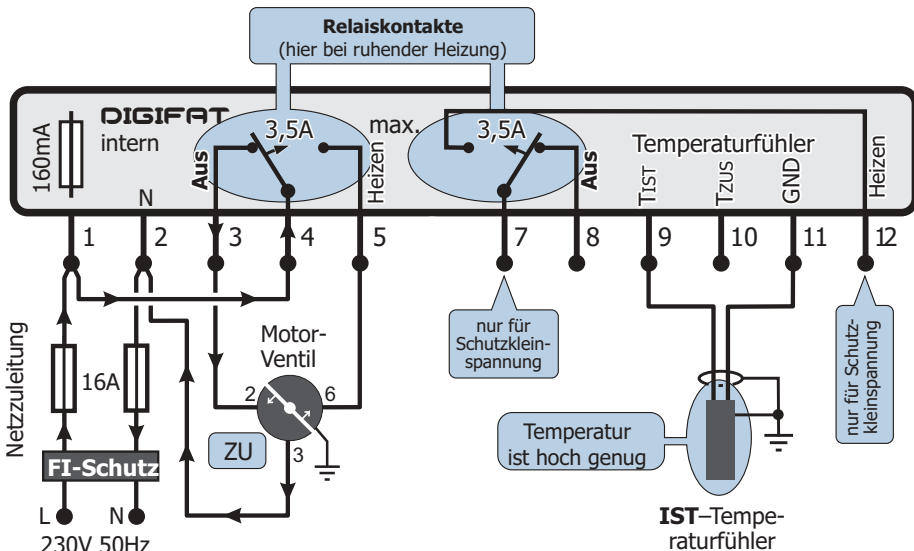 Relaiskontakte
(hier bei ruhender Heizung)
DIGIFAT
intern
160mA
N
Aus
3,5A
Heizen
max.
3,5A
Aus
Temperaturfühler
TIST
TZUS
GND
Heizen
1
2
3
4
5
7
8
9
10
11
12
Netzzuleitung
16A
Motor-
Ventil
2
6
3
ZU
FI-Schutz
L
N
230V 50Hz
nur für
Schutzklein-
spannung
nur für Schutz-
kleinspannung
Temperatur
ist hoch genug
IST–Tempe-
raturfühler